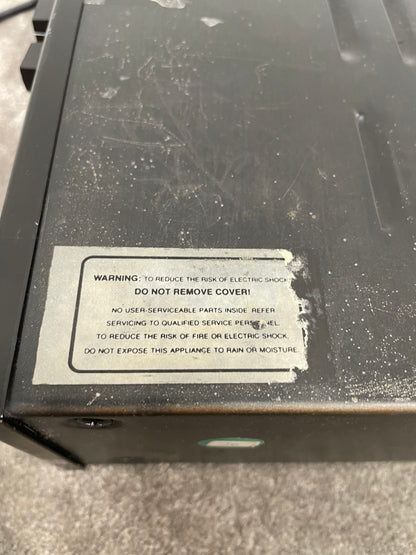 WARNING: TO REDUCE THE RISK OF ELECTRIC SHOCK
DO NOT REMOVE COVER!
NO USER-SERVICEABLE PARTS INSIDE REFER
SERVICING TO QUALIFIED SERVICE PERS   NEL.
TO REDUCE THE RISK OF FIRE OR ELECTRIC SHOCK,
DO NOT EXPOSE THIS APPLIANCE TO RAIN OR MOISTURE.